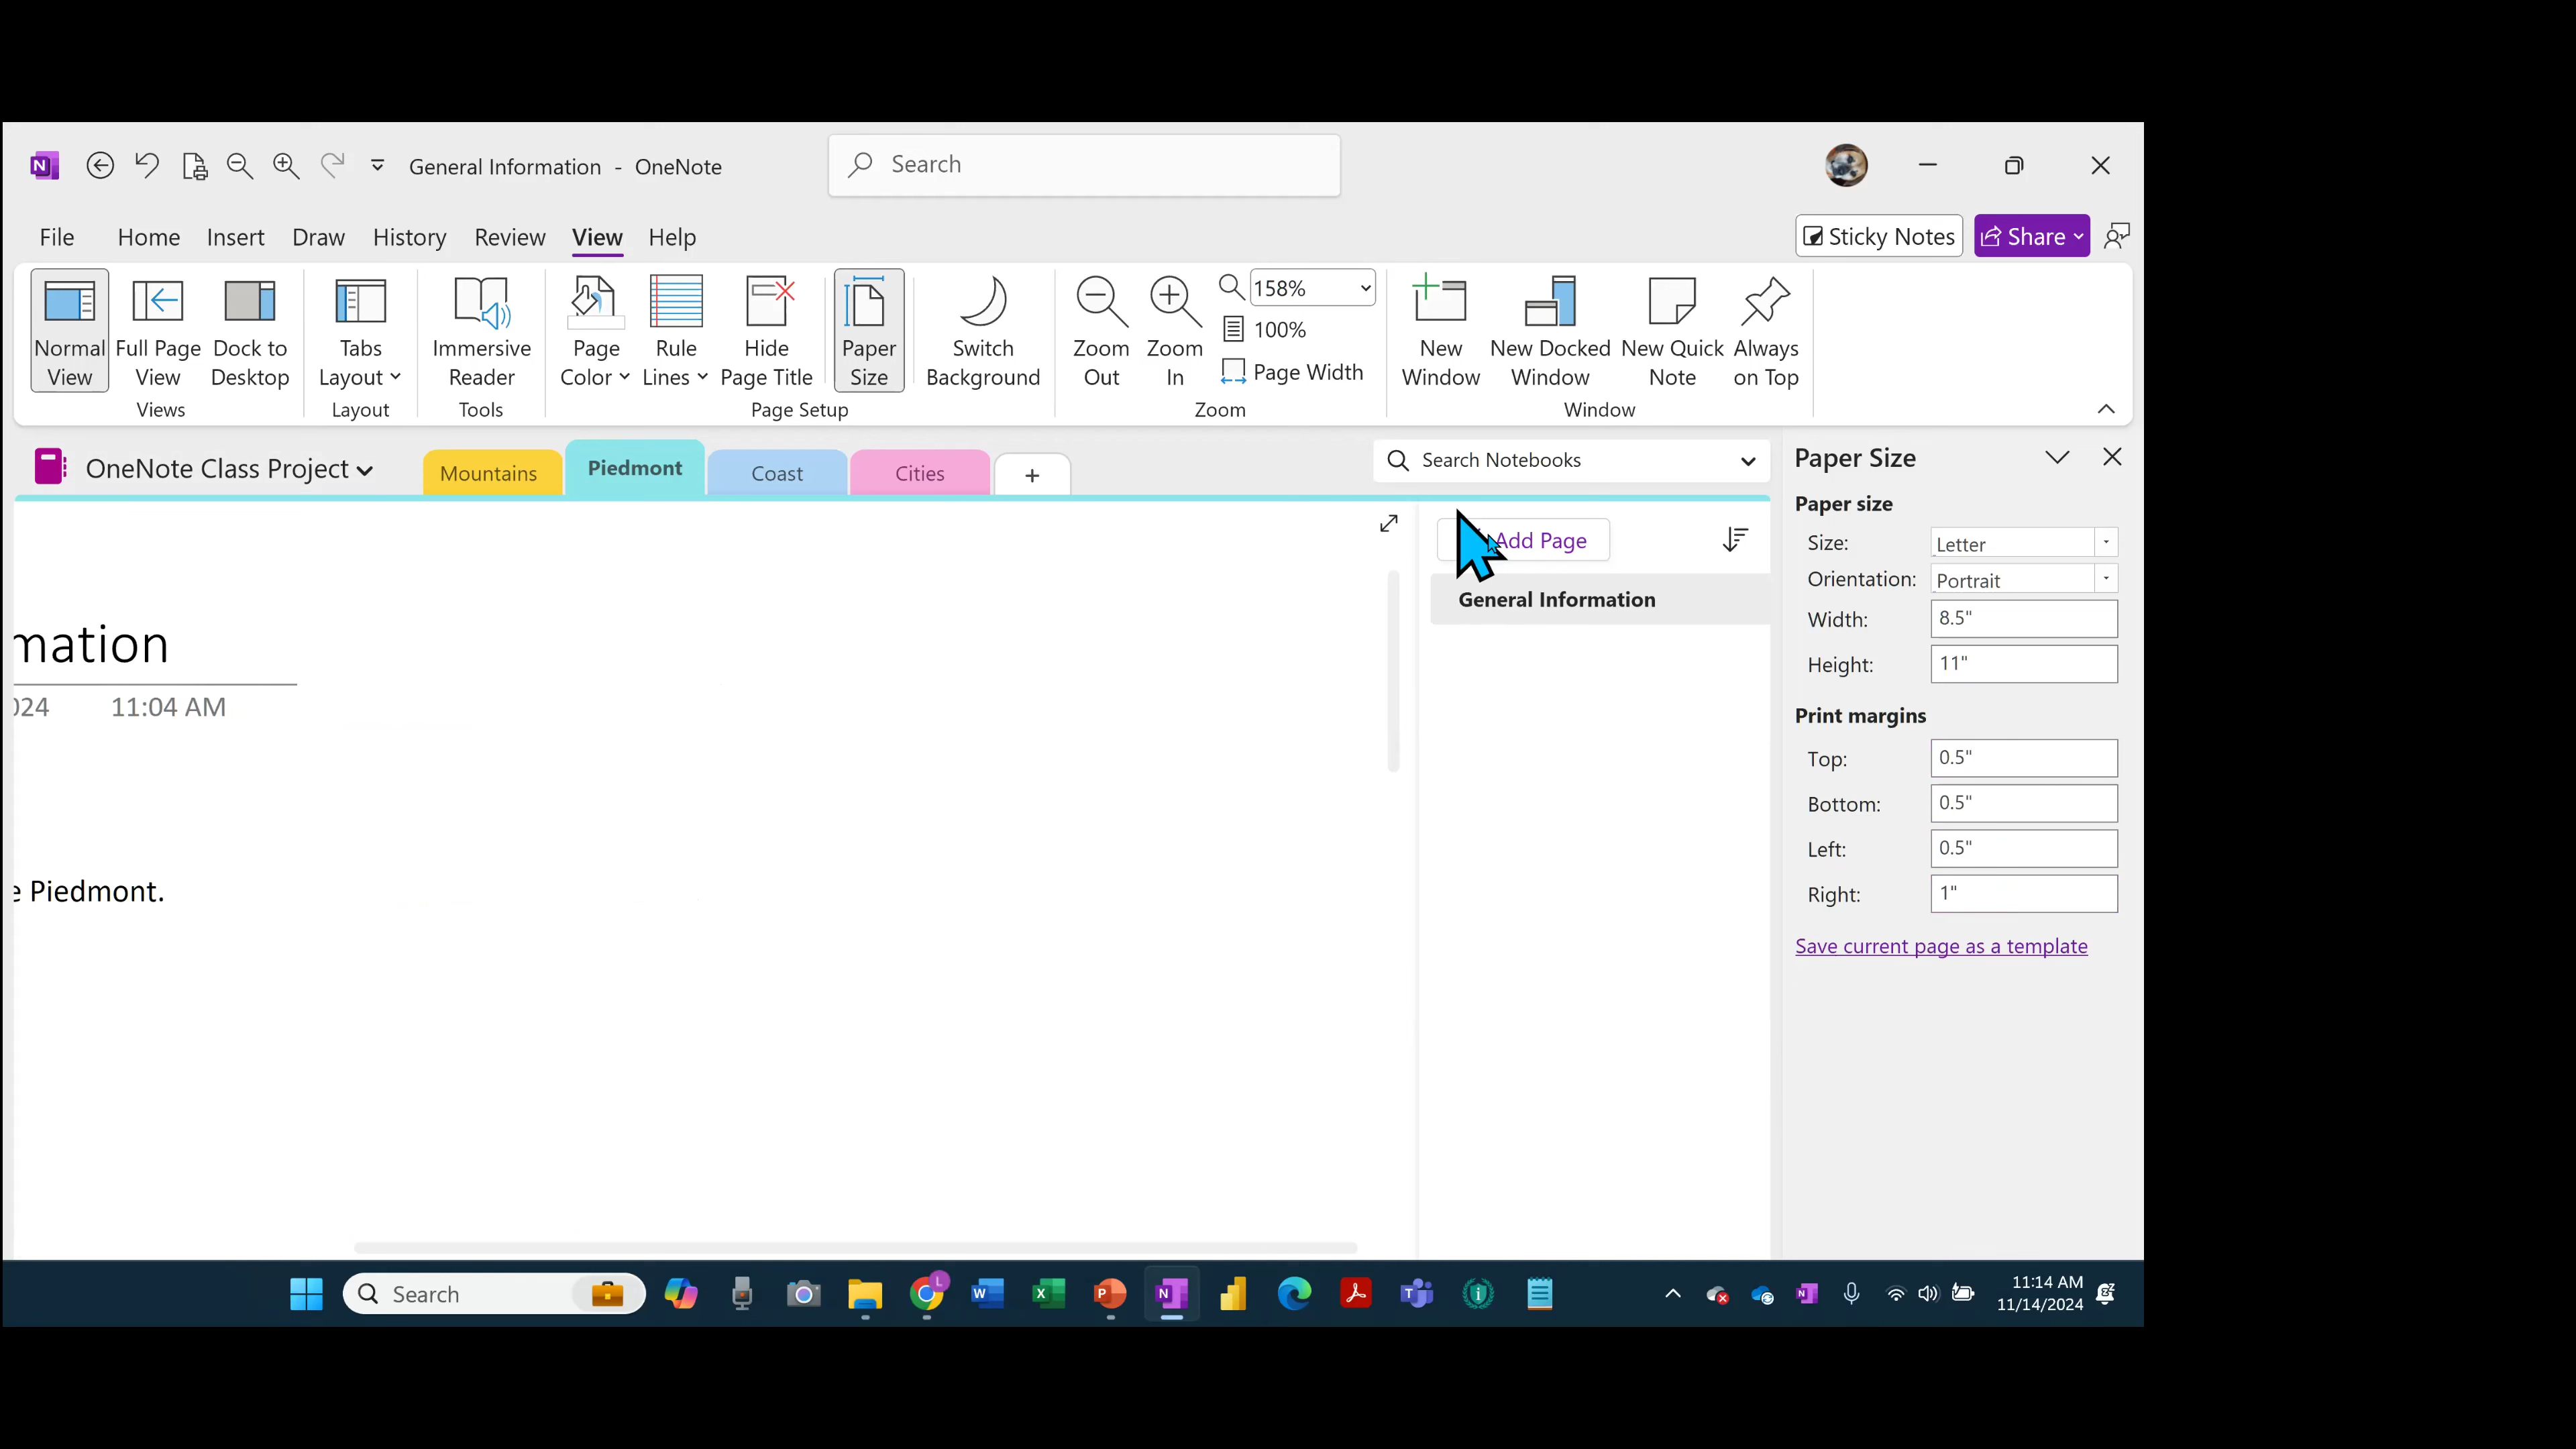 General Information - OneNote
Search
File Home Insert Draw History Review View Help
Sticky Notes
Share
Normal View
Full Page View
Dock to Desktop
Views
Tabs Layout
Layout
Immersive Reader
Tools
Page Color
Rule Lines
Hide Page Title
Paper Size
Switch Background
Page Setup
Zoom Out
Zoom In
158%
100%
Page Width
Zoom
New Window
New Docked Window
New Quick Note
Always on Top
Window
OneNote Class Project
Mountains
Piedmont
Coast
Cities
+
Search Notebooks
Add Page
General Information
mation
024 11:04 AM
e Piedmont.
Paper Size
Paper size
Size: Letter
Orientation: Portrait
Width: 8.5"
Height: 11"
Print margins
Top: 0.5"
Bottom: 0.5"
Left: 0.5"
Right: 1"
Save current page as a template
Search
L
11:14 AM
11/14/2024